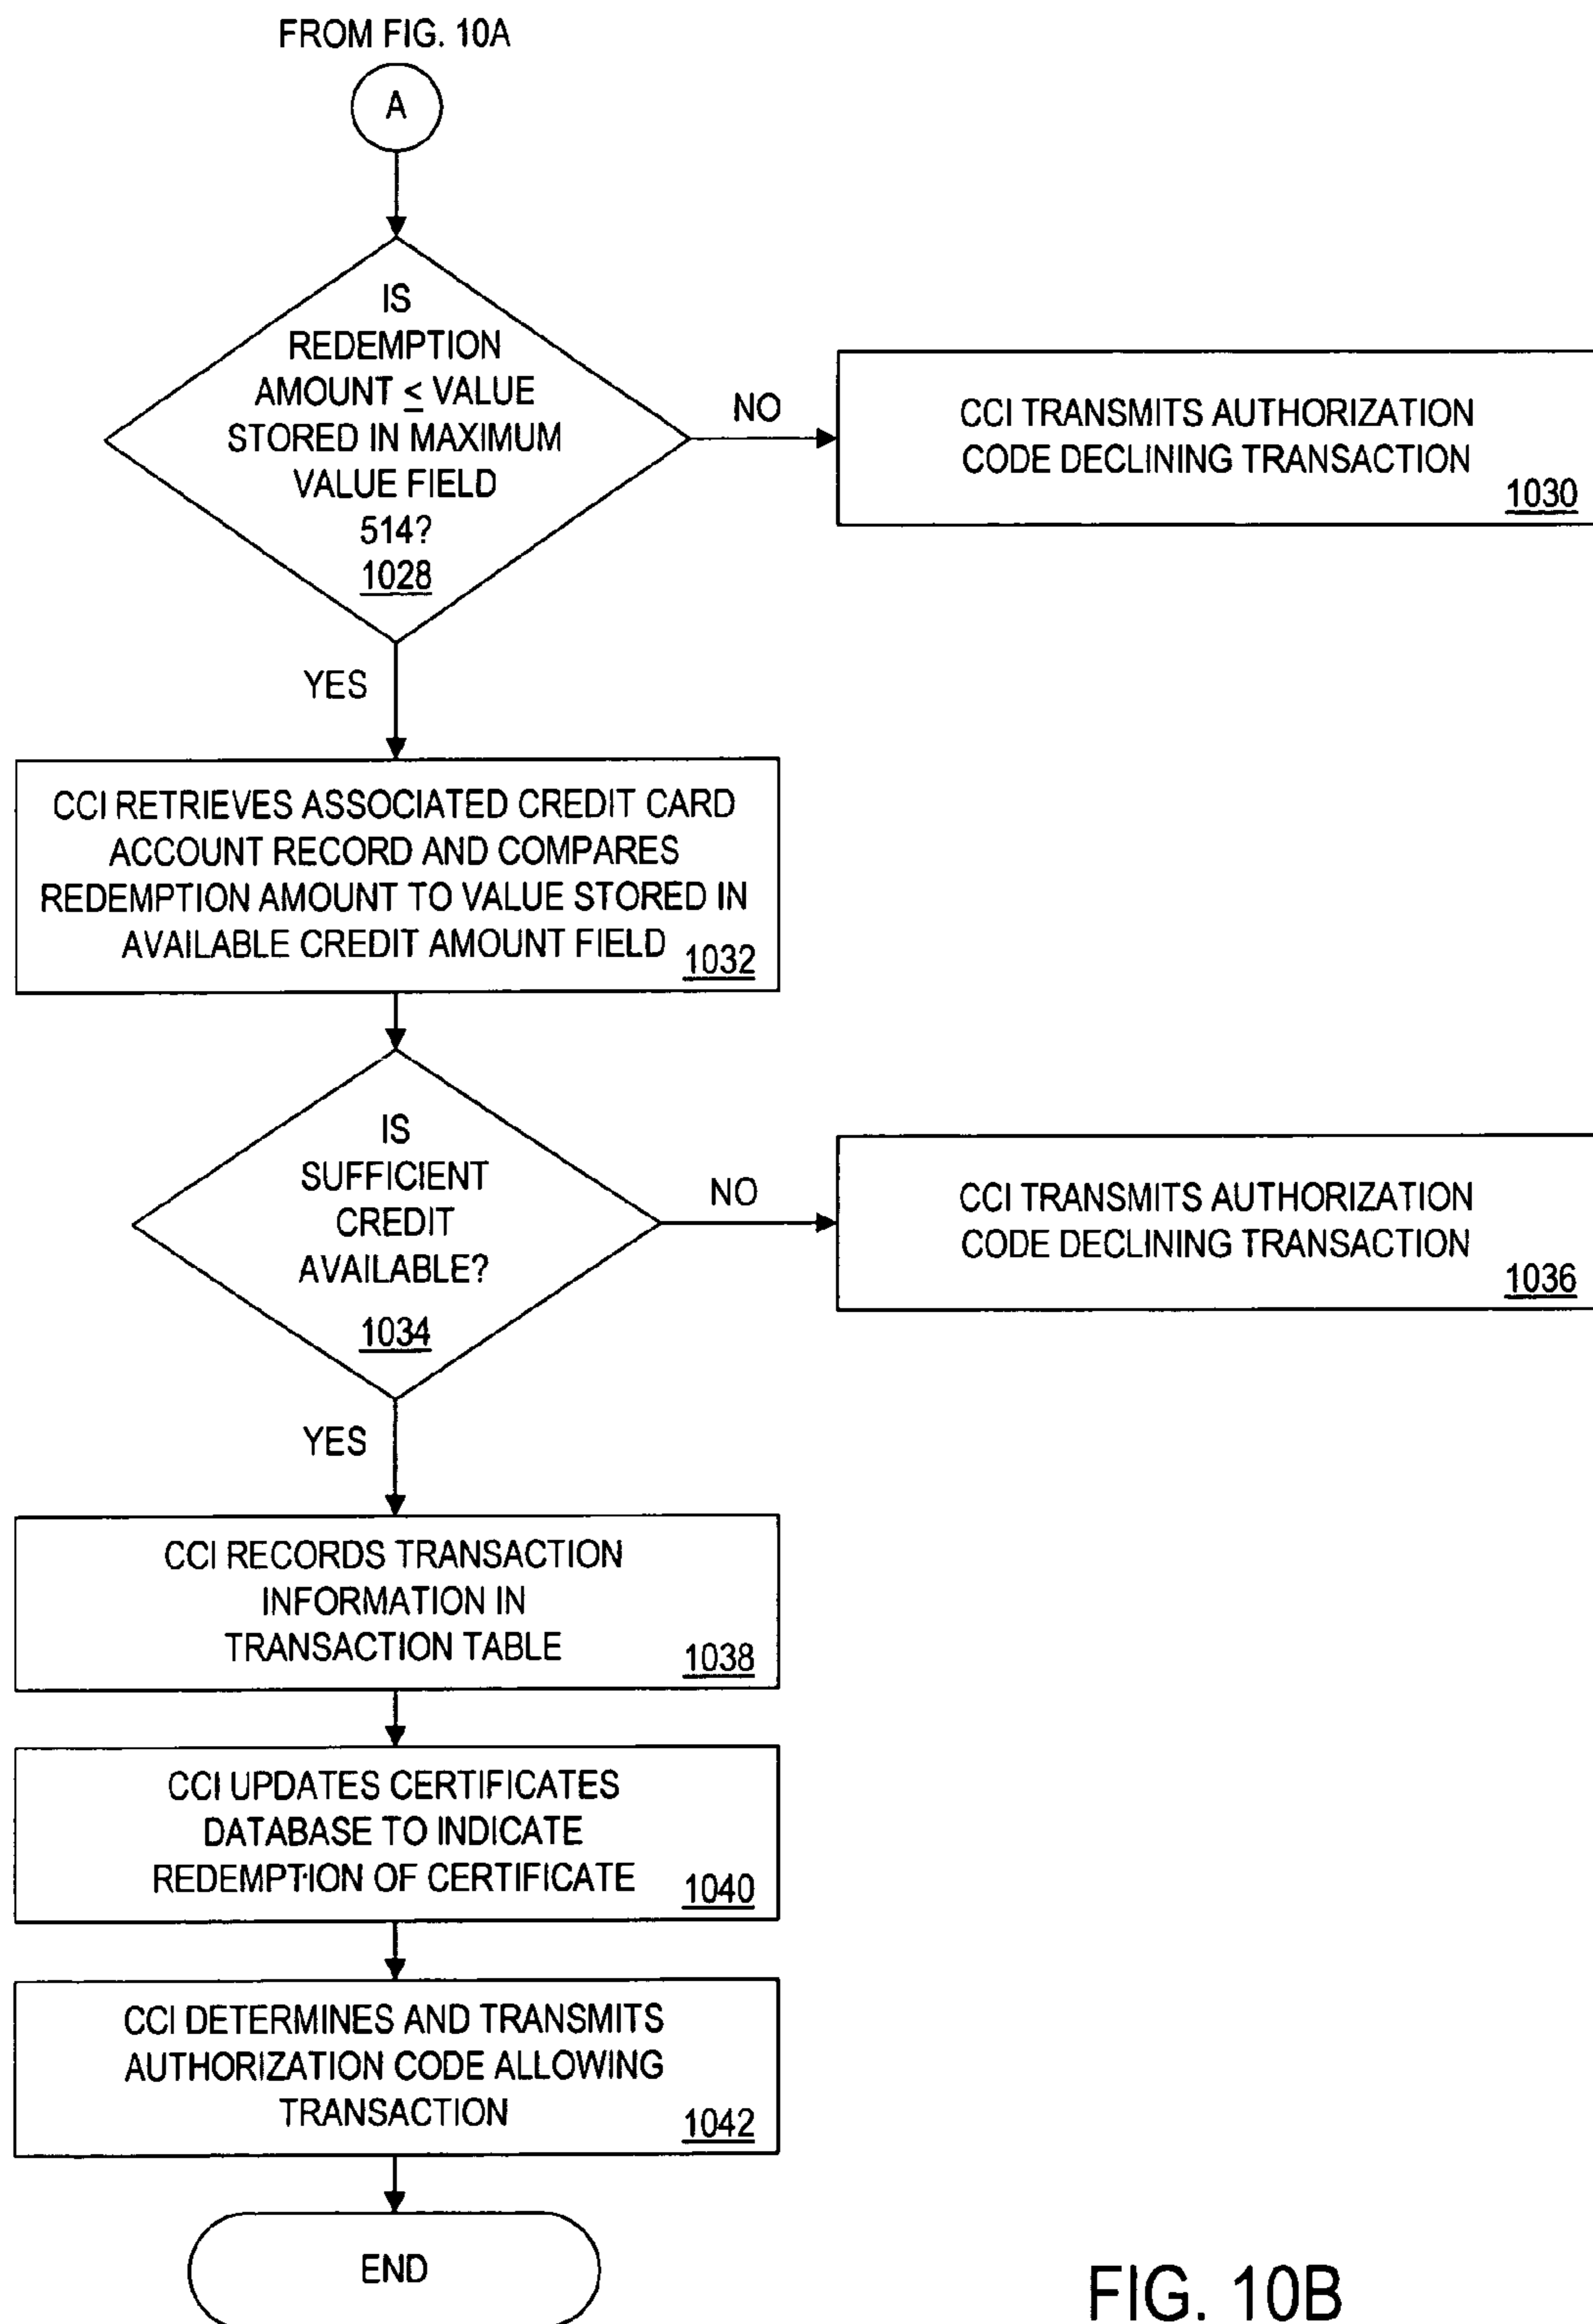 FROM FIG. 10A
A
IS
REDEMPTION
AMOUNT ≤ VALUE
STORED IN MAXIMUM
VALUE FIELD
514?
1028
NO
CCI TRANSMITS AUTHORIZATION
CODE DECLINING TRANSACTION
1030
YES
CCI RETRIEVES ASSOCIATED CREDIT CARD
ACCOUNT RECORD AND COMPARES
REDEMPTION AMOUNT TO VALUE STORED IN
AVAILABLE CREDIT AMOUNT FIELD
1032
IS
SUFFICIENT
CREDIT
AVAILABLE?
1034
NO
CCI TRANSMITS AUTHORIZATION
CODE DECLINING TRANSACTION
1036
YES
CCI RECORDS TRANSACTION
INFORMATION IN
TRANSACTION TABLE
1038
CCI UPDATES CERTIFICATES
DATABASE TO INDICATE
REDEMPTION OF CERTIFICATE
1040
CCI DETERMINES AND TRANSMITS
AUTHORIZATION CODE ALLOWING
TRANSACTION
1042
END
FIG. 10B